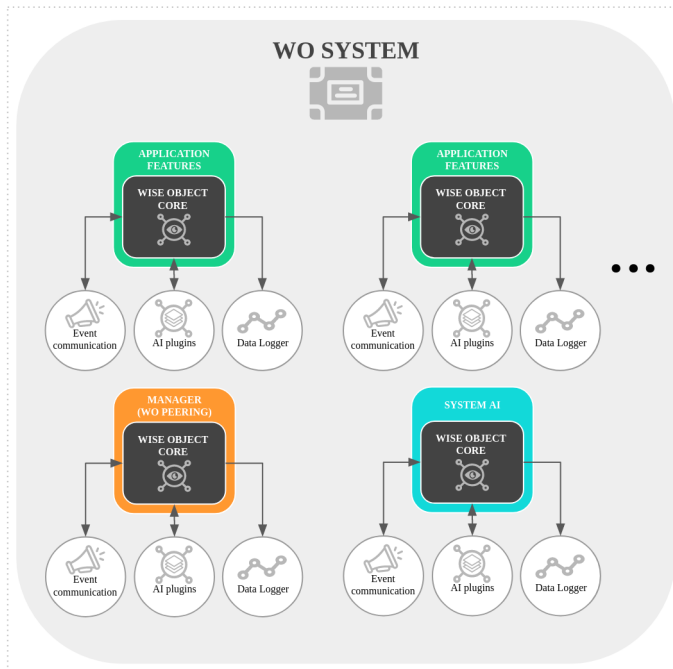 WO SYSTEM
APPLICATION
FEATURES
WISE OBJECT
CORE
Event
communication
AI plugins
Data Logger
APPLICATION
FEATURES
WISE OBJECT
CORE
Event
communication
AI plugins
Data Logger
...
MANAGER
(WO PEERING)
WISE OBJECT
CORE
Event
communication
AI plugins
Data Logger
SYSTEM AI
WISE OBJECT
CORE
Event
communication
AI plugins
Data Logger